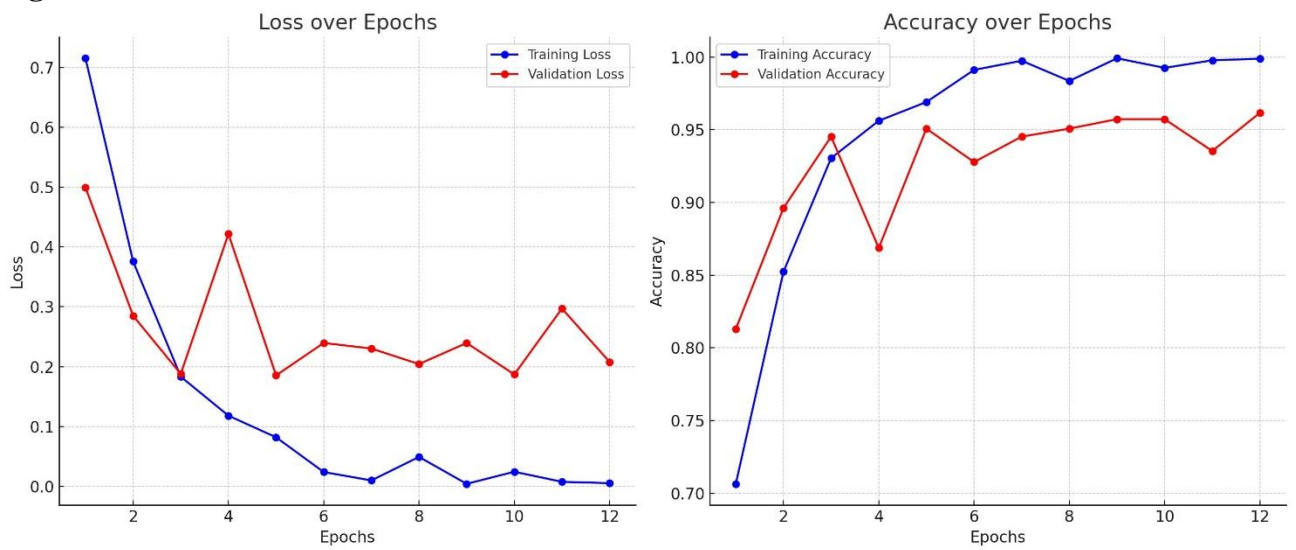 Loss over Epochs
Training Loss
Validation Loss
0.7
0.6
0.5
0.4
0.3
0.2
0.1
0.0
Loss
2 4 6 8 10 12
Epochs
Accuracy over Epochs
Training Accuracy
Validation Accuracy
1.00
0.95
0.90
0.85
0.80
0.75
0.70
Accuracy
2 4 6 8 10 12
Epochs